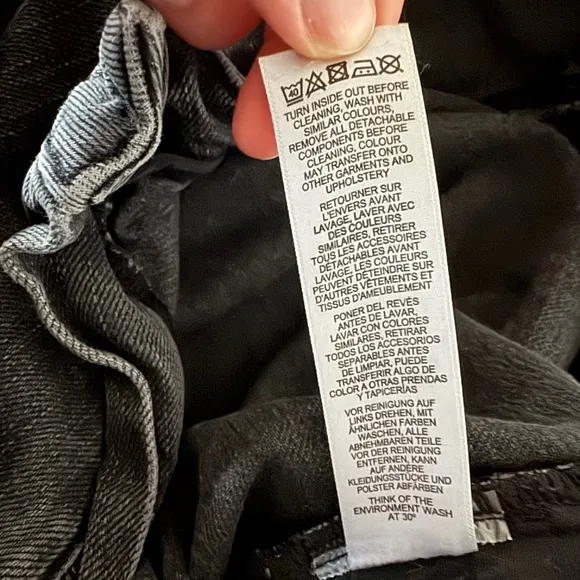 40
TURN INSIDE OUT BEFORE
CLEANING, WASH WITH
SIMILAR COLOURS,
REMOVE ALL DETACHABLE
COMPONENTS BEFORE
CLEANING, COLOUR
MAY TRANSFER ONTO
OTHER GARMENTS AND
UPHOLSTERY
RETOURNER SUR
L'ENVERS AVANT
LAVAGE, LAVER AVEC
DES COULEURS
SIMILAIRES, RETIRER
TOUS LES ACCESSOIRES
DÉTACHABLES AVANT
LAVAGE, LES COULEURS
PEUVENT DÉTEINDRE SUR
D'AUTRES VÊTEMENTS ET
TISSUS D'AMEUBLEMENT
PONER DEL REVÉS
ANTES DE LAVAR,
LAVAR CON COLORES
SIMILARES, RETIRAR
TODOS LOS ACCESORIOS
SEPARABLES ANTES
DE LIMPIAR, PUEDE
TRANSFERIR ALGO DE
COLOR A OTRAS PRENDAS
Y TAPICERÍAS
VOR REINIGUNG AUF
LINKS DREHEN, MIT
ÄHNLICHEN FARBEN
WASCHEN, ALLE
ABNEHMBAREN TEILE
VOR DER REINIGUNG
ENTFERNEN, KANN
AUF ANDERE
KLEIDUNGSSTÜCKE UND
POLSTER ABFÄRBEN
THINK OF THE
ENVIRONMENT WASH
AT 30°